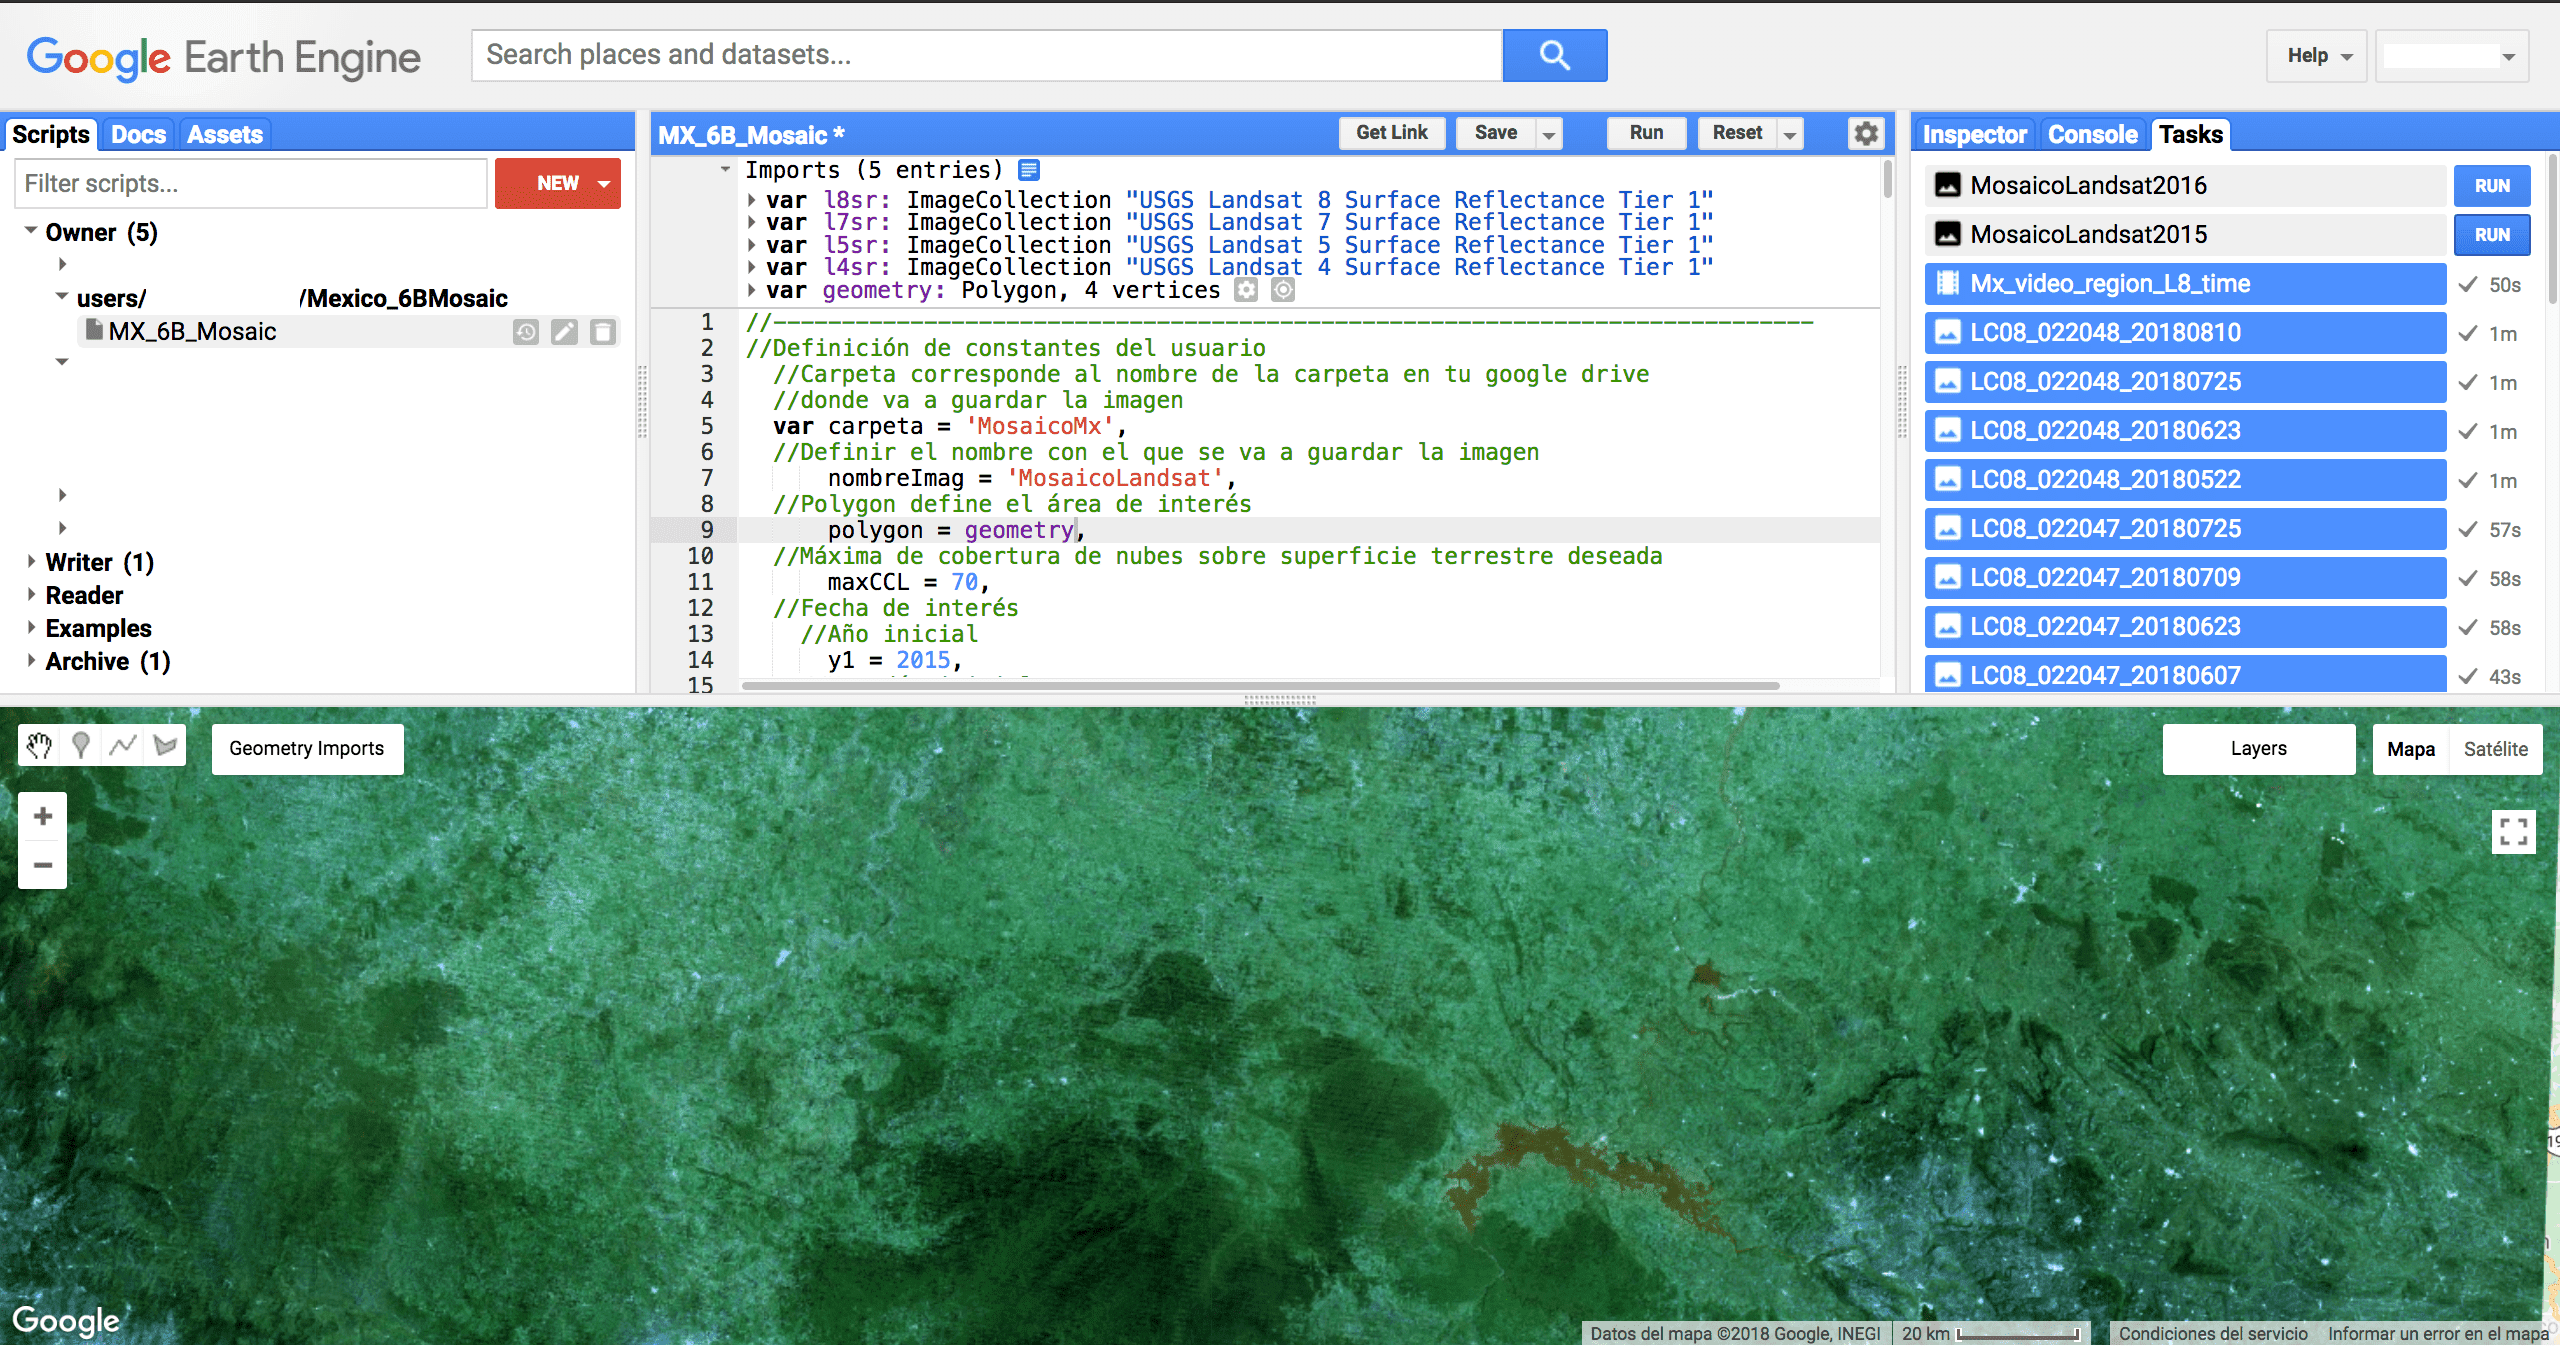 Google Earth Engine
Search places and datasets...
Help
Scripts
Docs
Assets
Filter scripts...
NEW
Owner (5)
users/ /Mexico_6BMosaic
MX_6B_Mosaic
Writer (1)
Reader
Examples
Archive (1)
MX_6B_Mosaic *
Get Link
Save
Run
Reset
Imports (5 entries)
var l8sr: ImageCollection "USGS Landsat 8 Surface Reflectance Tier 1"
var l7sr: ImageCollection "USGS Landsat 7 Surface Reflectance Tier 1"
var l5sr: ImageCollection "USGS Landsat 5 Surface Reflectance Tier 1"
var l4sr: ImageCollection "USGS Landsat 4 Surface Reflectance Tier 1"
var geometry: Polygon, 4 vertices
1 //----------------------------------------------------------------------------
2 //Definición de constantes del usuario
3 //Carpeta corresponde al nombre de la carpeta en tu google drive
4 //donde va a guardar la imagen
5 var carpeta = 'MosaicoMx',
6 //Definir el nombre con el que se va a guardar la imagen
7 nombreImag = 'MosaicoLandsat',
8 //Polygon define el área de interés
9 polygon = geometry,
10 //Máxima de cobertura de nubes sobre superficie terrestre deseada
11 maxCCL = 70,
12 //Fecha de interés
13 //Año inicial
14 y1 = 2015,
15
Inspector
Console
Tasks
MosaicoLandsat2016 RUN
MosaicoLandsat2015 RUN
Mx_video_region_L8_time 50s
LC08_022048_20180810 1m
LC08_022048_20180725 1m
LC08_022048_20180623 1m
LC08_022048_20180522 1m
LC08_022047_20180725 57s
LC08_022047_20180709 58s
LC08_022047_20180623 58s
LC08_022047_20180607 43s
Geometry Imports
Layers
Mapa
Satélite
+
−
Google
Datos del mapa ©2018 Google, INEGI
20 km
Condiciones del servicio
Informar un error en el mapa